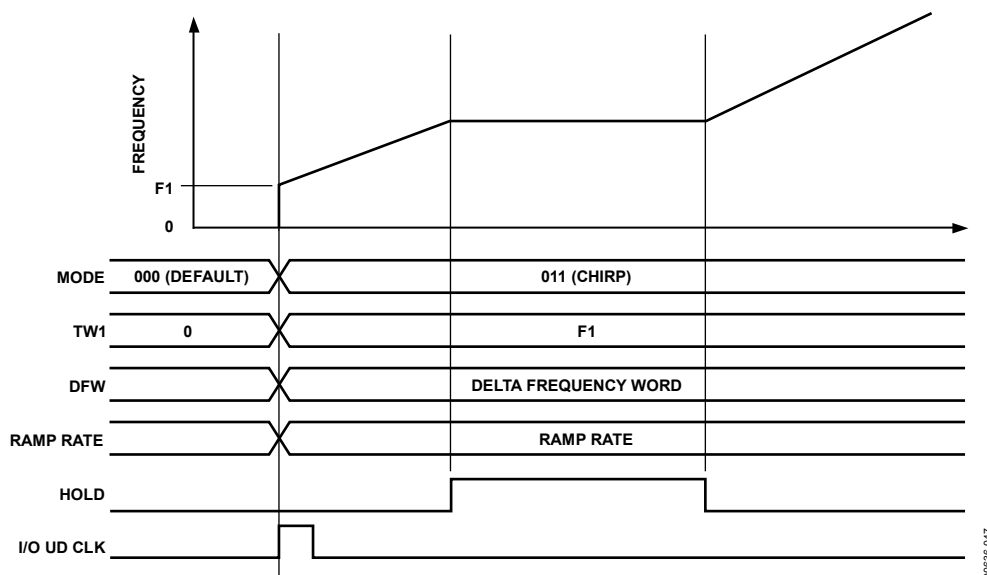 FREQUENCY
F1
0
MODE 000 (DEFAULT) 011 (CHIRP)
TW1 0 F1
DFW DELTA FREQUENCY WORD
RAMP RATE RAMP RATE
HOLD
I/O UD CLK